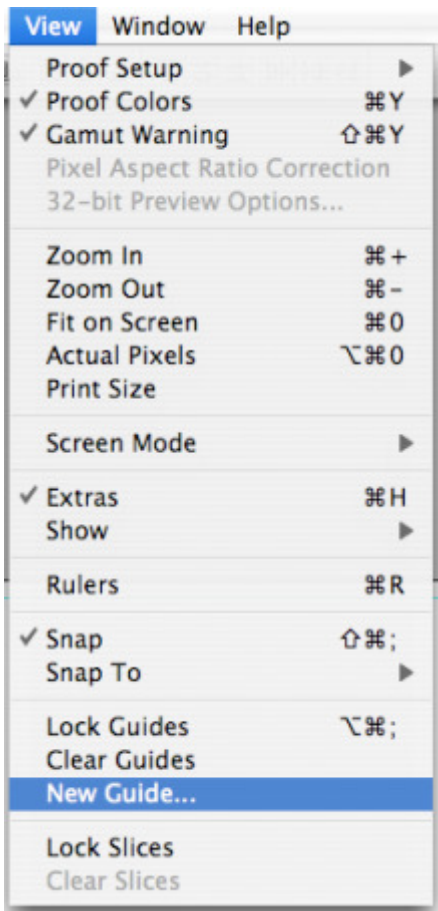 View Window Help
Proof Setup ▶
✓ Proof Colors ⌘Y
✓ Gamut Warning ⇧⌘Y
Pixel Aspect Ratio Correction
32-bit Preview Options...
Zoom In ⌘+
Zoom Out ⌘-
Fit on Screen ⌘0
Actual Pixels ⌥⌘0
Print Size
Screen Mode ▶
✓ Extras ⌘H
Show ▶
Rulers ⌘R
✓ Snap ⇧⌘;
Snap To ▶
Lock Guides ⌥⌘;
Clear Guides
New Guide...
Lock Slices
Clear Slices